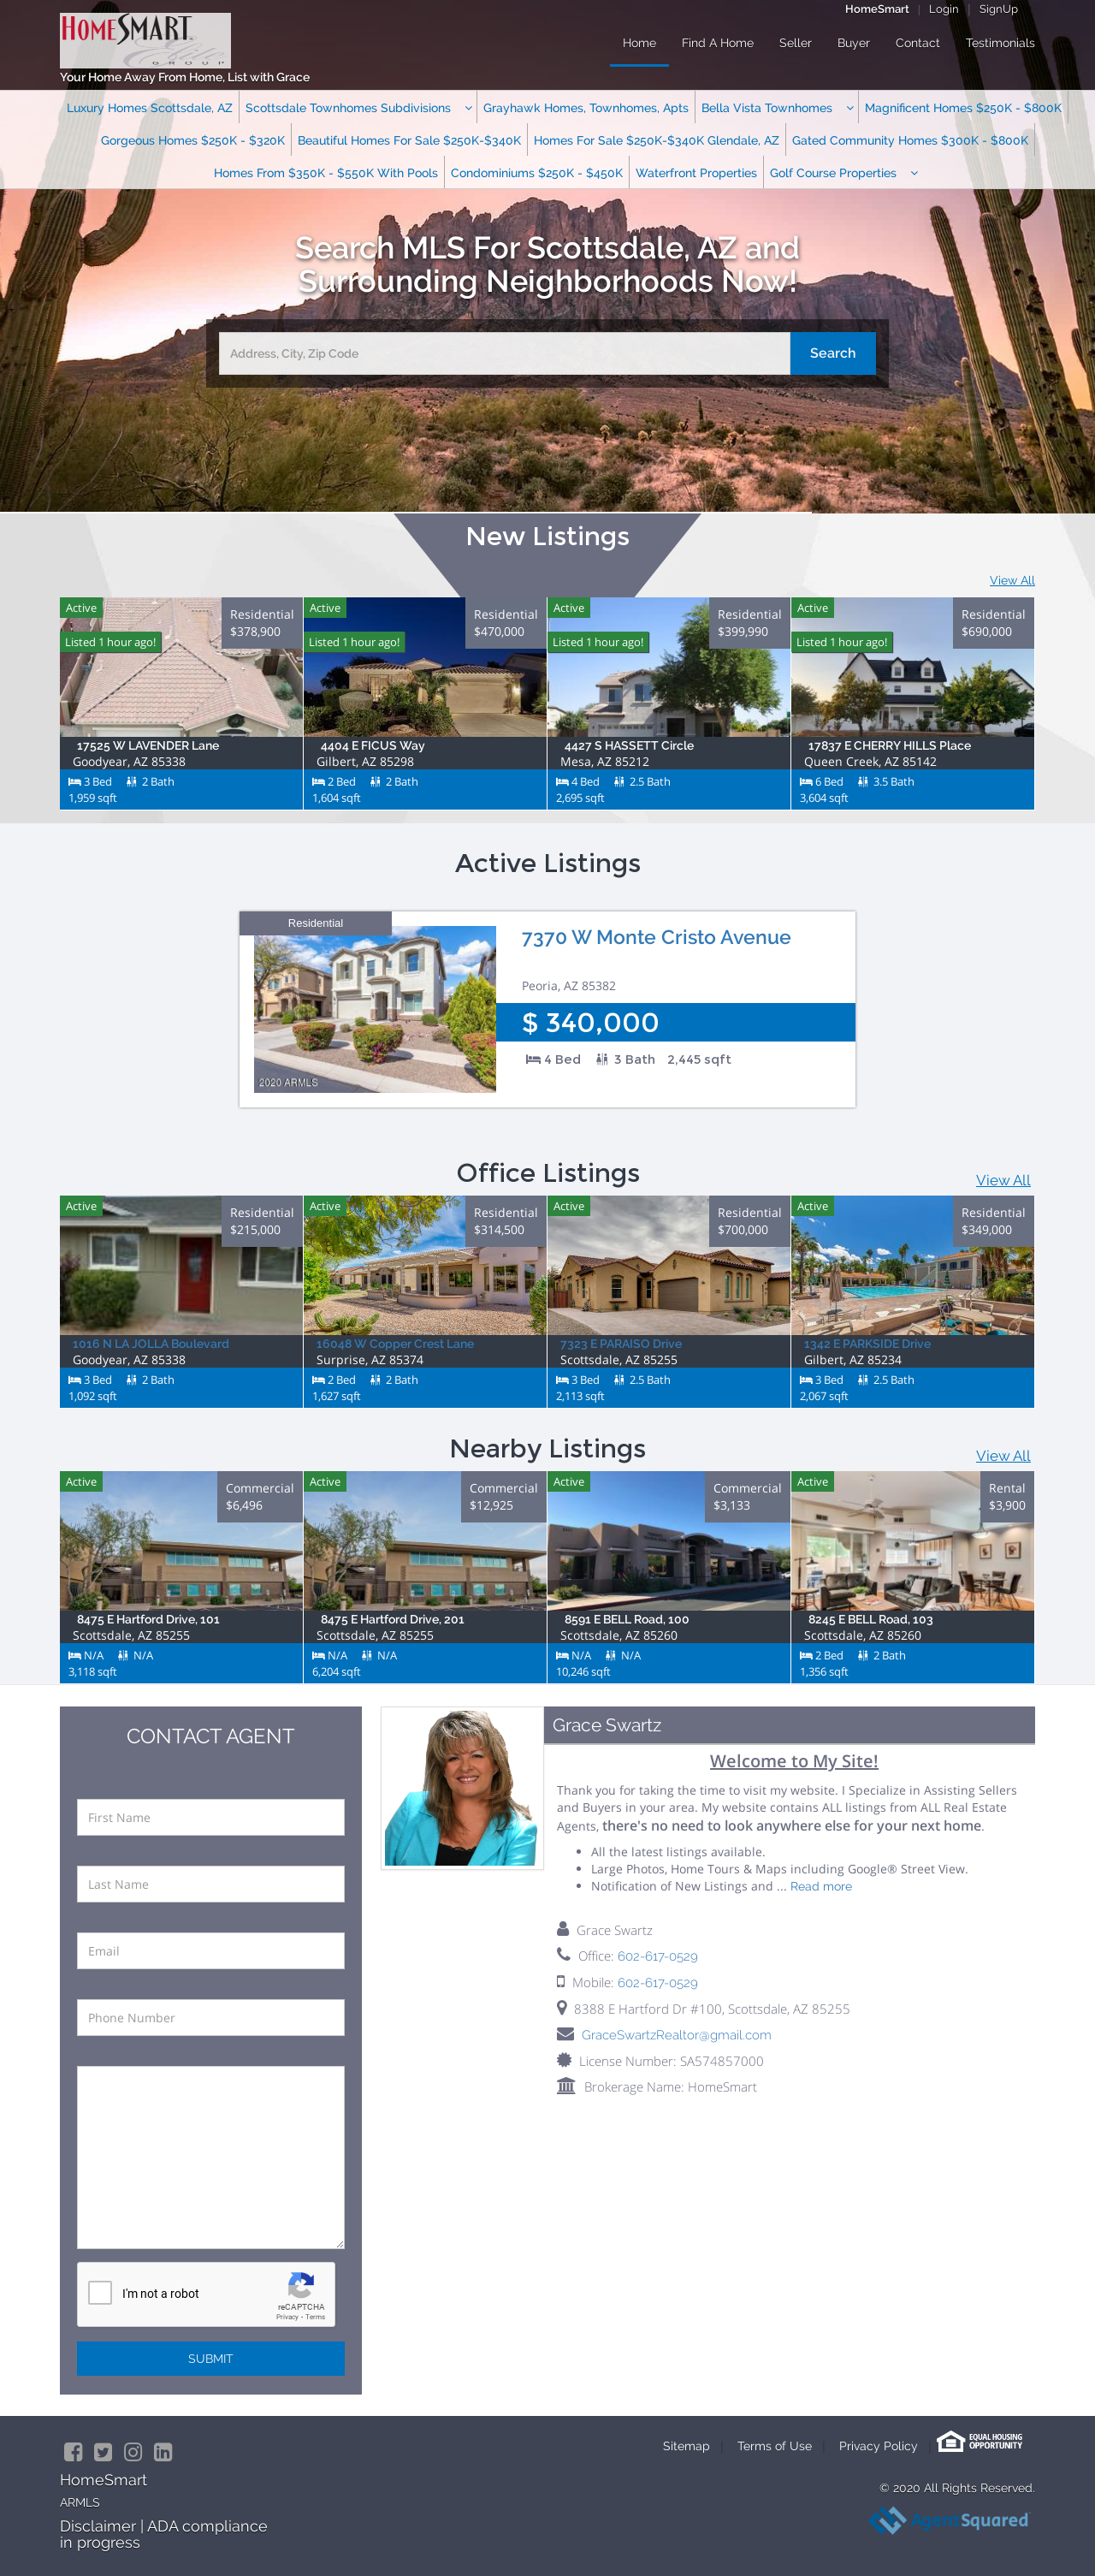 HomeSmart | Login | SignUp
HOMESMART
ELITE
GROUP
Your Home Away From Home, List with Grace
Home Find A Home Seller Buyer Contact Testimonials
Luxury Homes Scottsdale, AZ Scottsdale Townhomes Subdivisions Grayhawk Homes, Townhomes, Apts Bella Vista Townhomes Magnificent Homes $250K - $800K
Gorgeous Homes $250K - $320K Beautiful Homes For Sale $250K-$340K Homes For Sale $250K-$340K Glendale, AZ Gated Community Homes $300K - $800K
Homes From $350K - $550K With Pools Condominiums $250K - $450K Waterfront Properties Golf Course Properties
Search MLS For Scottsdale, AZ and
Surrounding Neighborhoods Now!
Address, City, Zip Code Search
New Listings
View All
Active Residential Active Residential Active Residential Active Residential
$378,900 $470,000 $399,990 $690,000
Listed 1 hour ago! Listed 1 hour ago! Listed 1 hour ago! Listed 1 hour ago!
17525 W LAVENDER Lane 4404 E FICUS Way 4427 S HASSETT Circle 17837 E CHERRY HILLS Place
Goodyear, AZ 85338 Gilbert, AZ 85298 Mesa, AZ 85212 Queen Creek, AZ 85142
3 Bed 2 Bath 2 Bed 2 Bath 4 Bed 2.5 Bath 6 Bed 3.5 Bath
1,959 sqft 1,604 sqft 2,695 sqft 3,604 sqft
Active Listings
Residential
7370 W Monte Cristo Avenue
Peoria, AZ 85382
$ 340,000
4 Bed 3 Bath 2,445 sqft
2020 ARMLS
Office Listings
View All
Active Residential Active Residential Active Residential Active Residential
$215,000 $314,500 $700,000 $349,000
1016 N LA JOLLA Boulevard 16048 W Copper Crest Lane 7323 E PARAISO Drive 1342 E PARKSIDE Drive
Goodyear, AZ 85338 Surprise, AZ 85374 Scottsdale, AZ 85255 Gilbert, AZ 85234
3 Bed 2 Bath 2 Bed 2 Bath 3 Bed 2.5 Bath 3 Bed 2.5 Bath
1,092 sqft 1,627 sqft 2,113 sqft 2,067 sqft
Nearby Listings
View All
Active Commercial Active Commercial Active Commercial Active Rental
$6,496 $12,925 $3,133 $3,900
8475 E Hartford Drive, 101 8475 E Hartford Drive, 201 8591 E BELL Road, 100 8245 E BELL Road, 103
Scottsdale, AZ 85255 Scottsdale, AZ 85255 Scottsdale, AZ 85260 Scottsdale, AZ 85260
N/A N/A N/A N/A N/A N/A 2 Bed 2 Bath
3,118 sqft 6,204 sqft 10,246 sqft 1,356 sqft
CONTACT AGENT
First Name
Last Name
Email
Phone Number
I'm not a robot
reCAPTCHA
Privacy - Terms
SUBMIT
Grace Swartz
Welcome to My Site!
Thank you for taking the time to visit my website. I Specialize in Assisting Sellers
and Buyers in your area. My website contains ALL listings from ALL Real Estate
Agents, there's no need to look anywhere else for your next home.
All the latest listings available.
Large Photos, Home Tours & Maps including Google® Street View.
Notification of New Listings and ... Read more
Grace Swartz
Office: 602-617-0529
Mobile: 602-617-0529
8388 E Hartford Dr #100, Scottsdale, AZ 85255
GraceSwartzRealtor@gmail.com
License Number: SA574857000
Brokerage Name: HomeSmart
HomeSmart
ARMLS
Disclaimer | ADA compliance
in progress
Sitemap | Terms of Use | Privacy Policy | EQUAL HOUSING
OPPORTUNITY
© 2020 All Rights Reserved.
AgentSquared